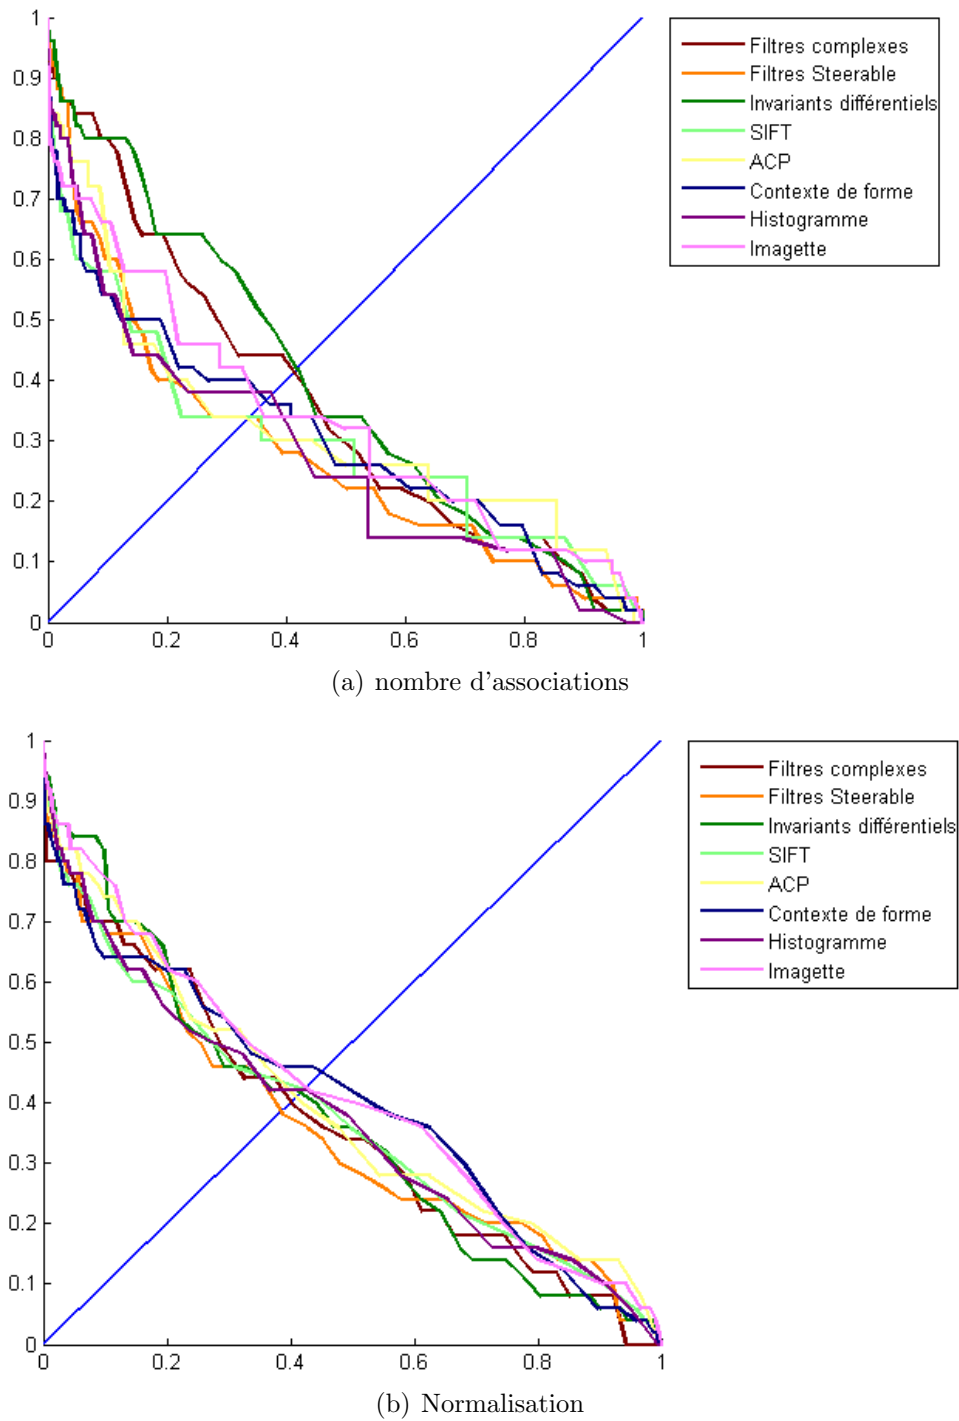 1
0.9
0.8
0.7
0.6
0.5
0.4
0.3
0.2
0.1
0
0 0.2 0.4 0.6 0.8 1
Filtres complexes
Filtres Steerable
Invariants différentiels
SIFT
ACP
Contexte de forme
Histogramme
Imagette
(a) nombre d'associations
1
0.9
0.8
0.7
0.6
0.5
0.4
0.3
0.2
0.1
0
0 0.2 0.4 0.6 0.8 1
Filtres complexes
Filtres Steerable
Invariants différentiels
SIFT
ACP
Contexte de forme
Histogramme
Imagette
(b) Normalisation